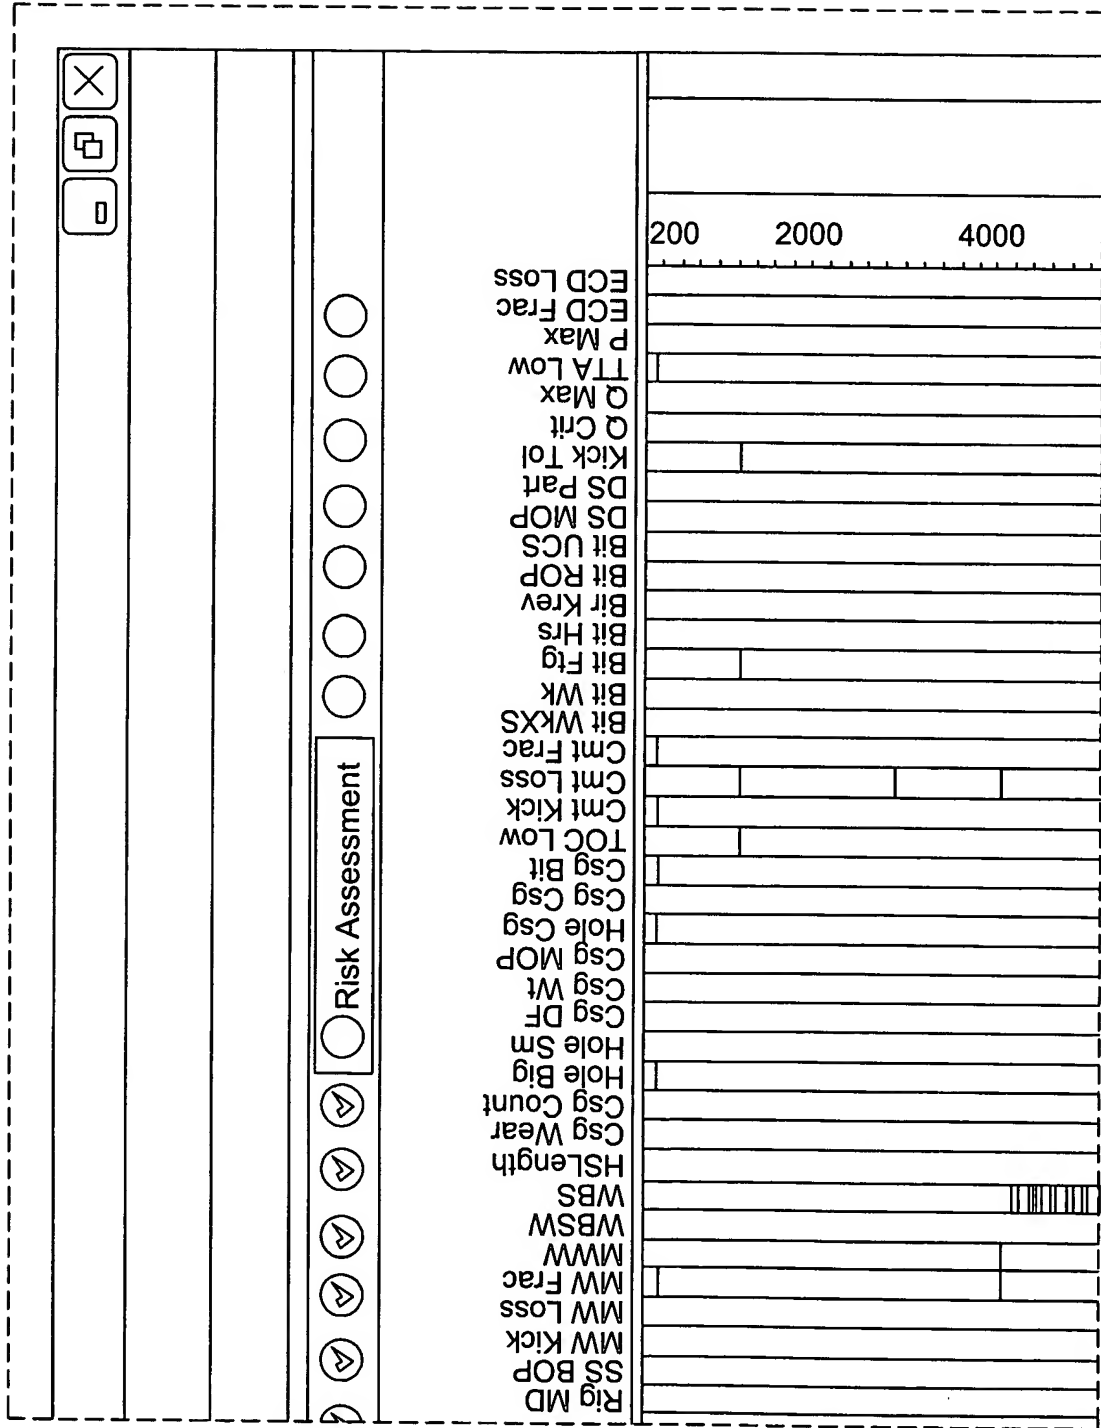 200 2000 4000
ECD Loss
ECD Frac
P Max
TTA Low
Q Max
Q Crit
Kick Tol
DS Part
DS MOP
Bit UCS
Bit ROP
Bir Krev
Bit Hrs
Bit Ftg
Bit Wk
Bit WkXS
Cmt Frac
Cmt Loss
Cmt Kick
TOC Low
Csg Bit
Csg Csg
Hole Csg
Csg MOP
Csg Wt
Csg DF
Hole Sm
Hole Big
Csg Count
Csg Wear
HSLength
WBS
WBSW
MWW
MW Frac
MW Loss
MW Kick
SS BOP
Rig MD
Risk Assessment